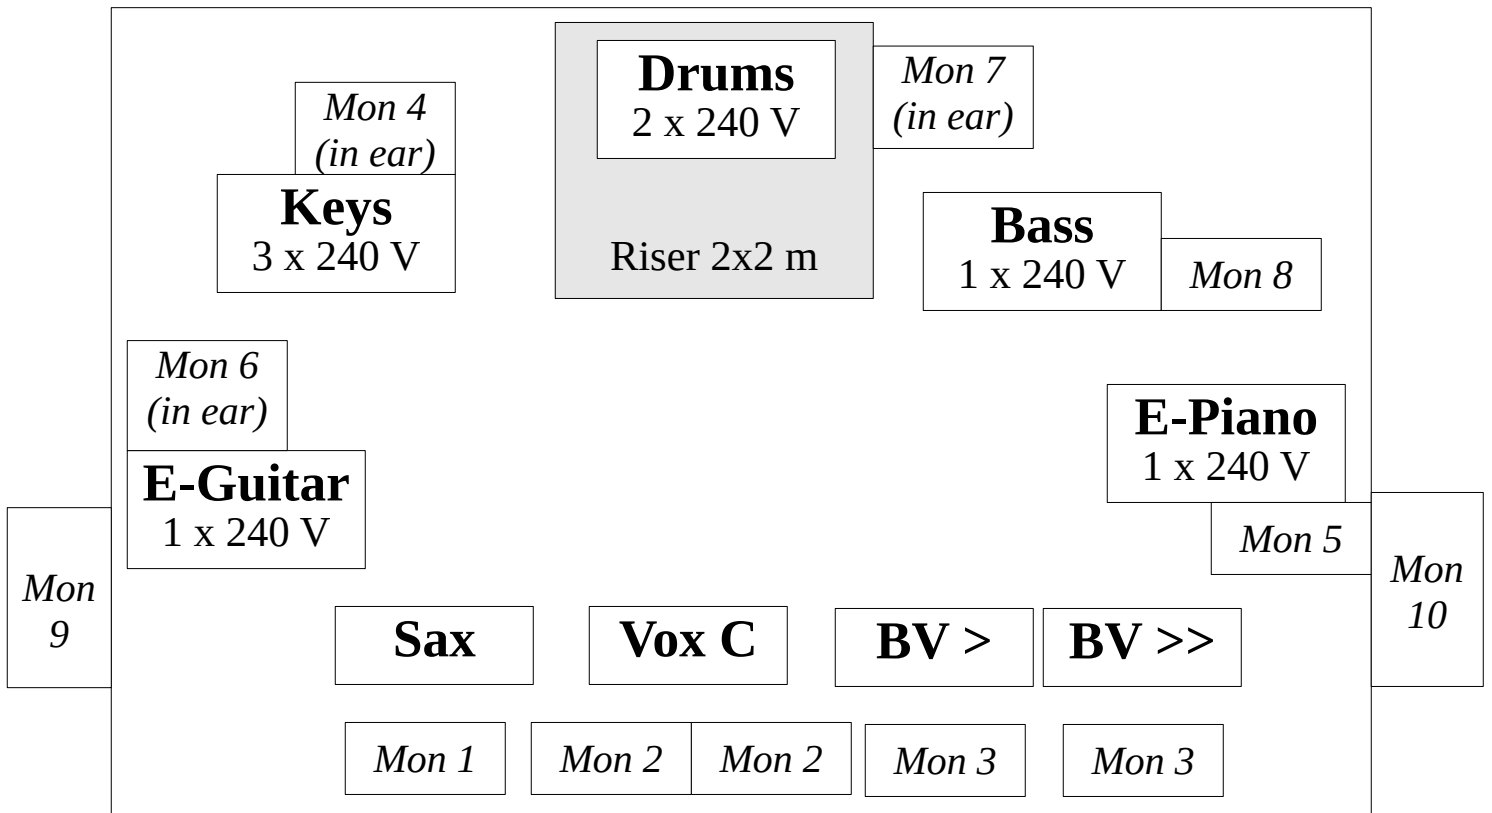 Drums
2 x 240 V
Riser 2x2 m
Mon 7
(in ear)
Mon 4
(in ear)
Keys
3 x 240 V
Bass
1 x 240 V
Mon 8
Mon 6
(in ear)
E-Guitar
1 x 240 V
E-Piano
1 x 240 V
Mon 5
Mon
9
Mon
10
Sax
Vox C
BV >
BV >>
Mon 1
Mon 2
Mon 2
Mon 3
Mon 3